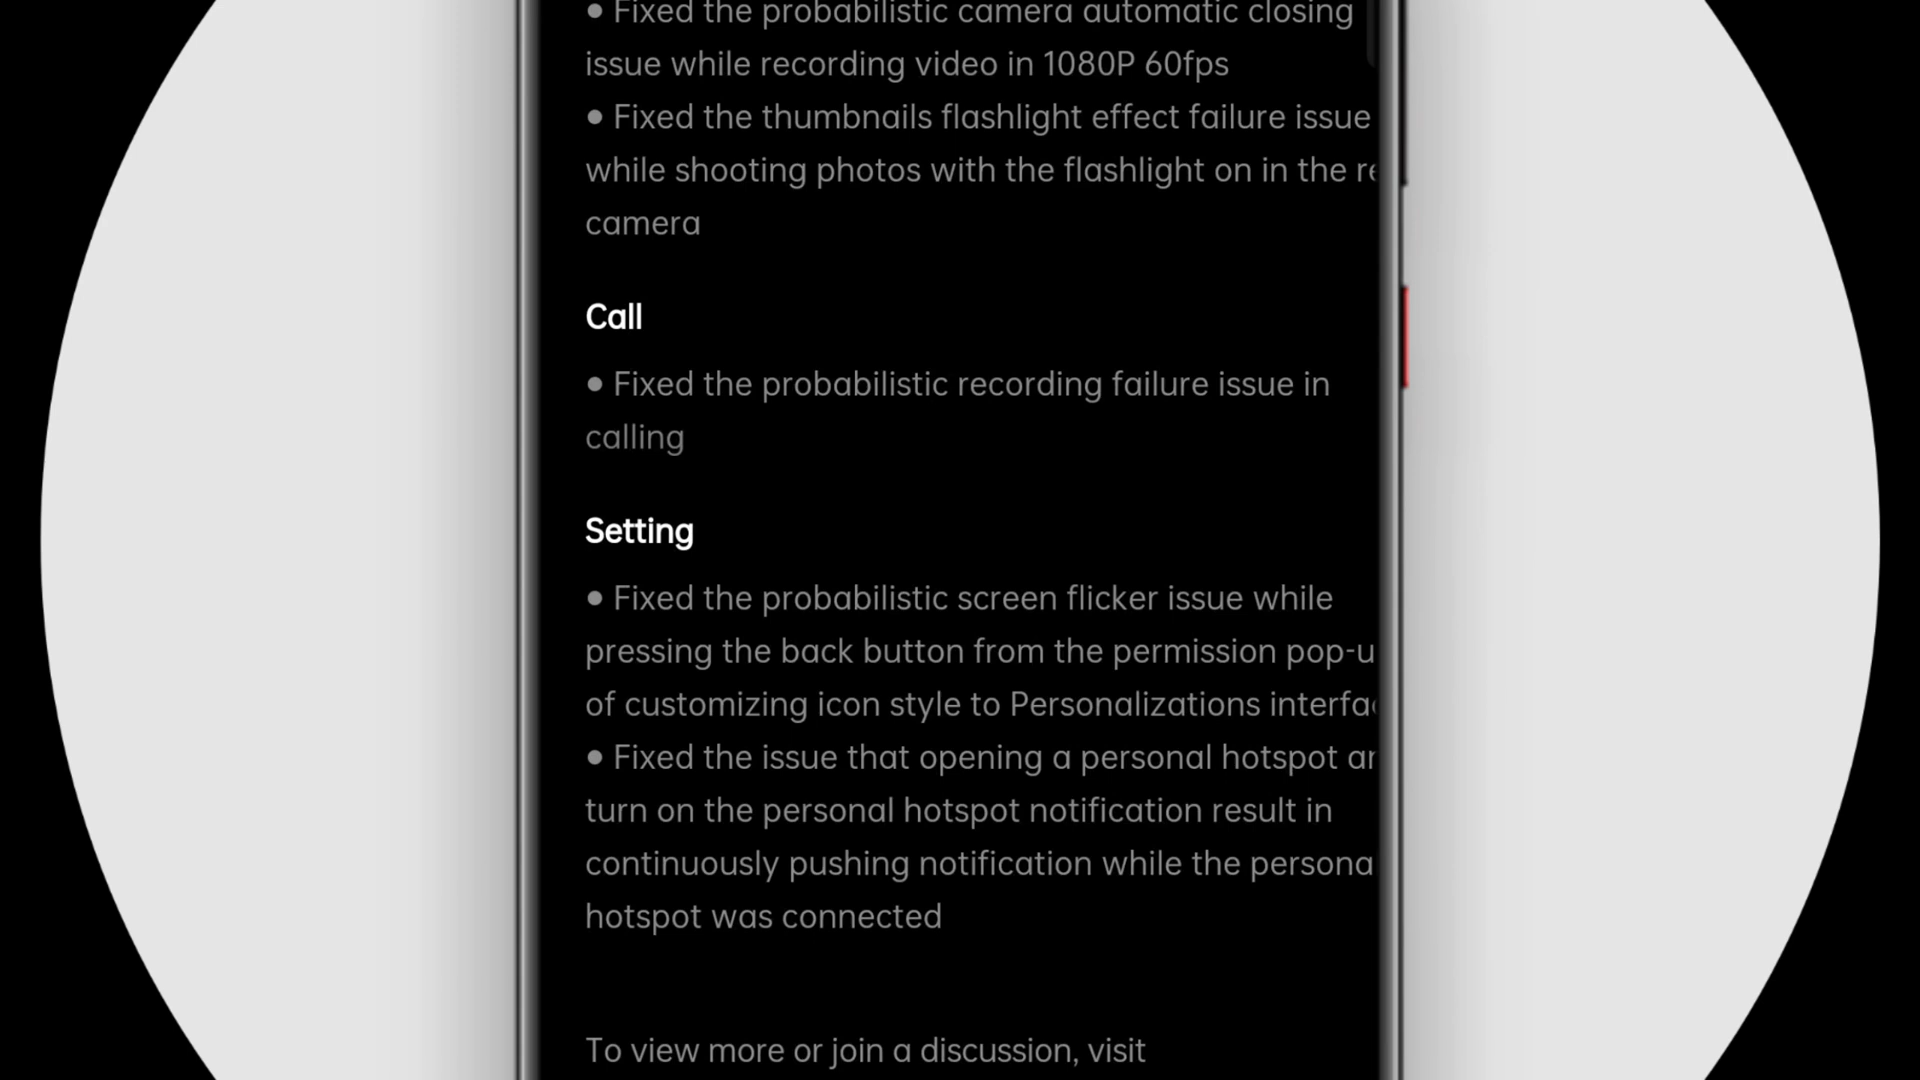 • Fixed the probabilistic camera automatic closing
issue while recording video in 1080P 60fps
• Fixed the thumbnails flashlight effect failure issue
while shooting photos with the flashlight on in the
camera
Call
• Fixed the probabilistic recording failure issue in
calling
Setting
• Fixed the probabilistic screen flicker issue while
pressing the back button from the permission pop-u
of customizing icon style to Personalizations interfa
• Fixed the issue that opening a personal hotspot
turn on the personal hotspot notification result in
continuously pushing notification while the persona
hotspot was connected
To view more or join a discussion, visit